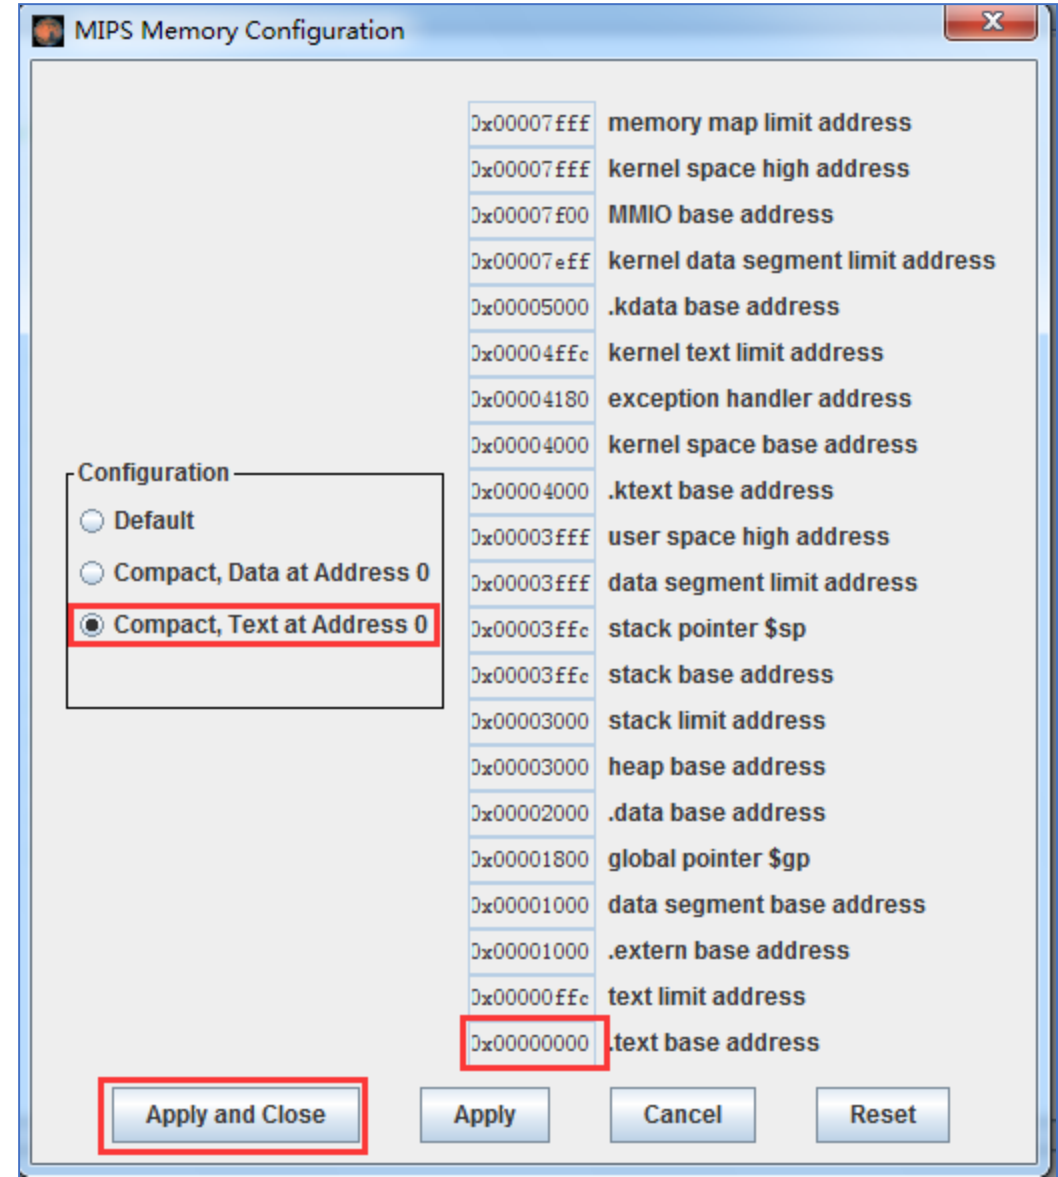 MIPS Memory Configuration
0x00007fff memory map limit address
0x00007fff kernel space high address
0x00007f00 MMIO base address
0x00007eff kernel data segment limit address
0x00005000 .kdata base address
0x00004ffc kernel text limit address
0x00004180 exception handler address
0x00004000 kernel space base address
0x00004000 .ktext base address
0x00003fff user space high address
0x00003fff data segment limit address
0x00003ffc stack pointer $sp
0x00003ffc stack base address
0x00003000 stack limit address
0x00003000 heap base address
0x00002000 .data base address
0x00001800 global pointer $gp
0x00001000 data segment base address
0x00001000 .extern base address
0x00000ffc text limit address
0x00000000 .text base address
Configuration
Default
Compact, Data at Address 0
Compact, Text at Address 0
Apply and Close
Apply
Cancel
Reset